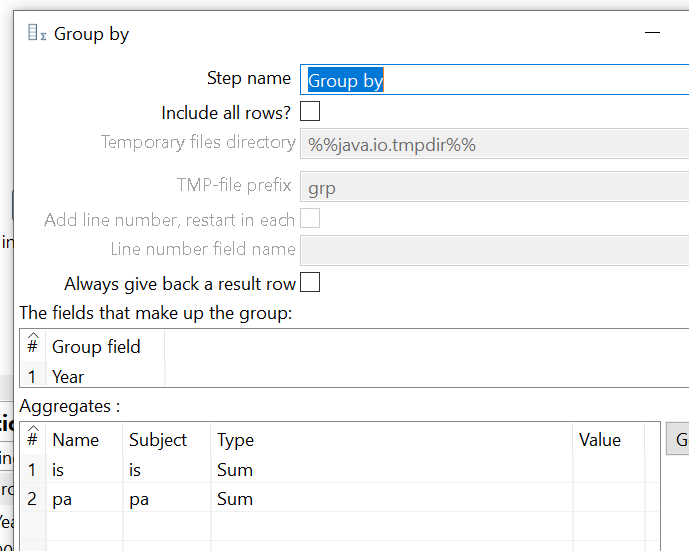 Group by
Step name Group by
Include all rows?
Temporary files directory %%java.io.tmpdir%%
TMP-file prefix grp
Add line number, restart in each
Line number field name
in
Always give back a result row
The fields that make up the group:
# Group field
1 Year
Aggregates :
# Name Subject Type Value
1 is is Sum
2 pa pa Sum